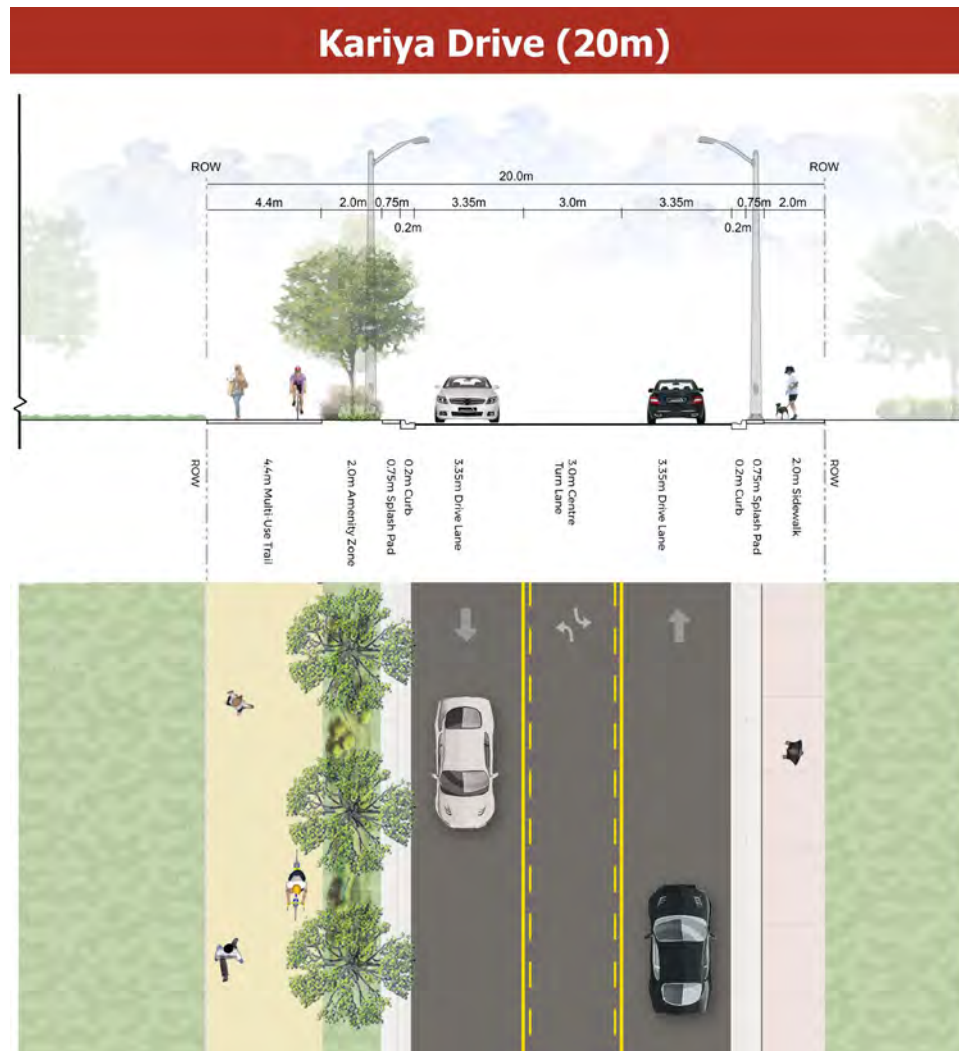 Kariya Drive (20m)
ROW
ROW
20.0m
4.4m
2.0m
0.75m
3.35m
3.0m
3.35m
0.75m
2.0m
0.2m
0.2m
ROW
4.4m Multi-Use Trail
2.0m Amenity Zone
0.75m Splash Pad
0.2m Curb
3.35m Drive Lane
3.0m Centre
Turn Lane
3.35m Drive Lane
0.2m Curb
0.75m Splash Pad
2.0m Sidewalk
ROW